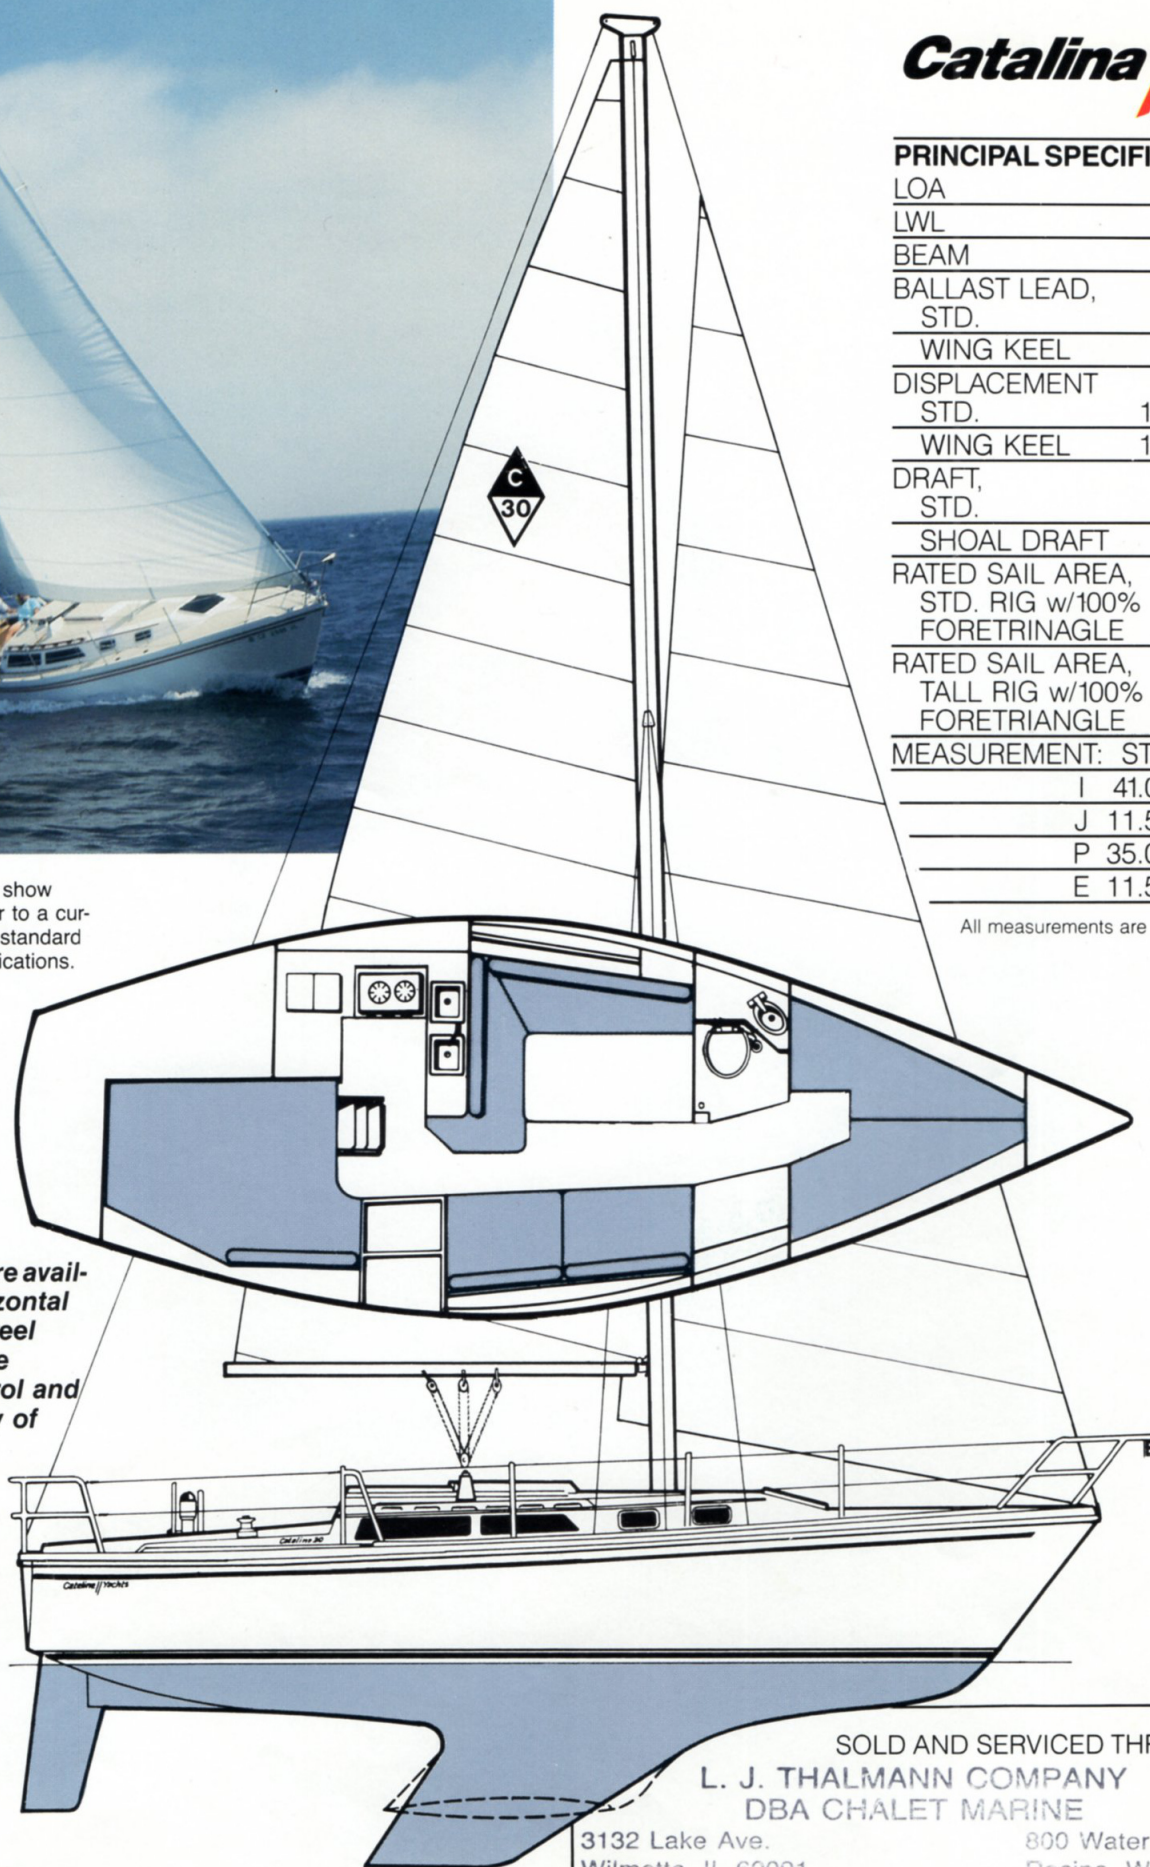 Catalina
PRINCIPAL SPECIFI
LOA
LWL
BEAM
BALLAST LEAD,
STD.
WING KEEL
DISPLACEMENT
STD. 1
WING KEEL 1
DRAFT,
STD.
SHOAL DRAFT
RATED SAIL AREA,
STD. RIG w/100%
FORETRINAGLE
RATED SAIL AREA,
TALL RIG w/100%
FORETRIANGLE
MEASUREMENT: ST
I 41.0
J 11.5
P 35.0
E 11.5
All measurements are
C
30
show
r to a cur-
standard
ications.
re avail-
zontal
eel
e
ol and
y of
Catalina 30
Catalina Yachts
SOLD AND SERVICED THR
L. J. THALMANN COMPANY
DBA CHALET MARINE
3132 Lake Ave.
800 Water